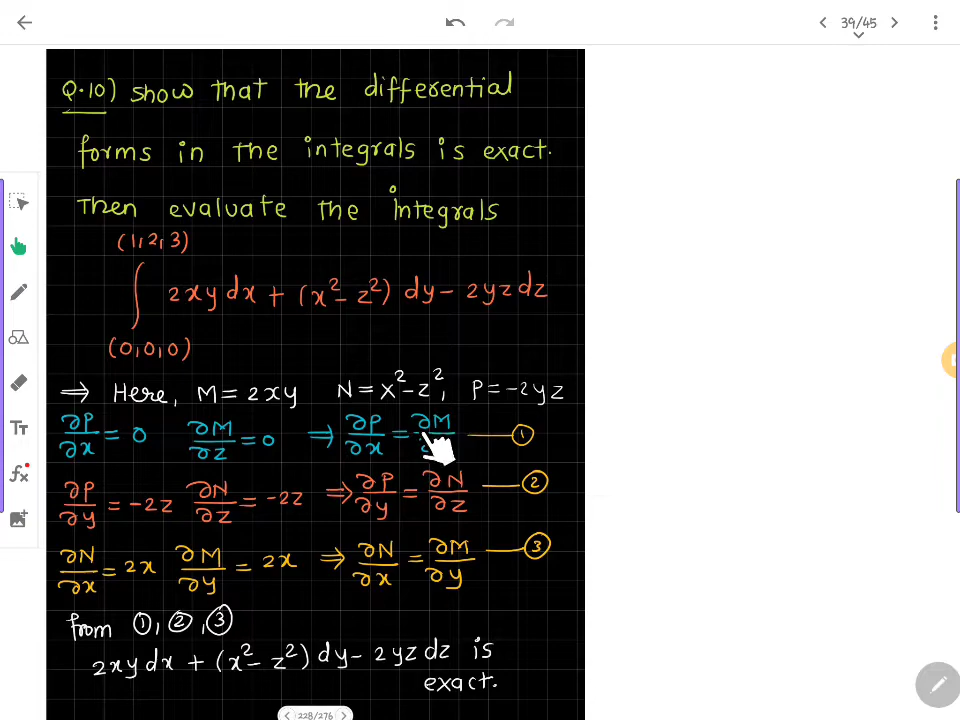 39/45
Q.10) show that the differential
forms in the integrals is exact.
Then evaluate the integrals
(1,2,3)
∫ 2xy dx + (x² - z²) dy - 2yz dz
(0,0,0)
⇒ Here, M = 2xy N = x² - z², P = -2yz
∂P/∂x = 0 ∂M/∂z = 0 ⇒ ∂P/∂x = ∂M ——①
∂P/∂y = -2z ∂N/∂z = -2z ⇒ ∂P/∂y = ∂N/∂z ——②
∂N/∂x = 2x ∂M/∂y = 2x ⇒ ∂N/∂x = ∂M/∂y ——③
from ①, ②, ③
2xy dx + (x² - z²) dy - 2yz dz is
exact.
Tт
fx
228/276